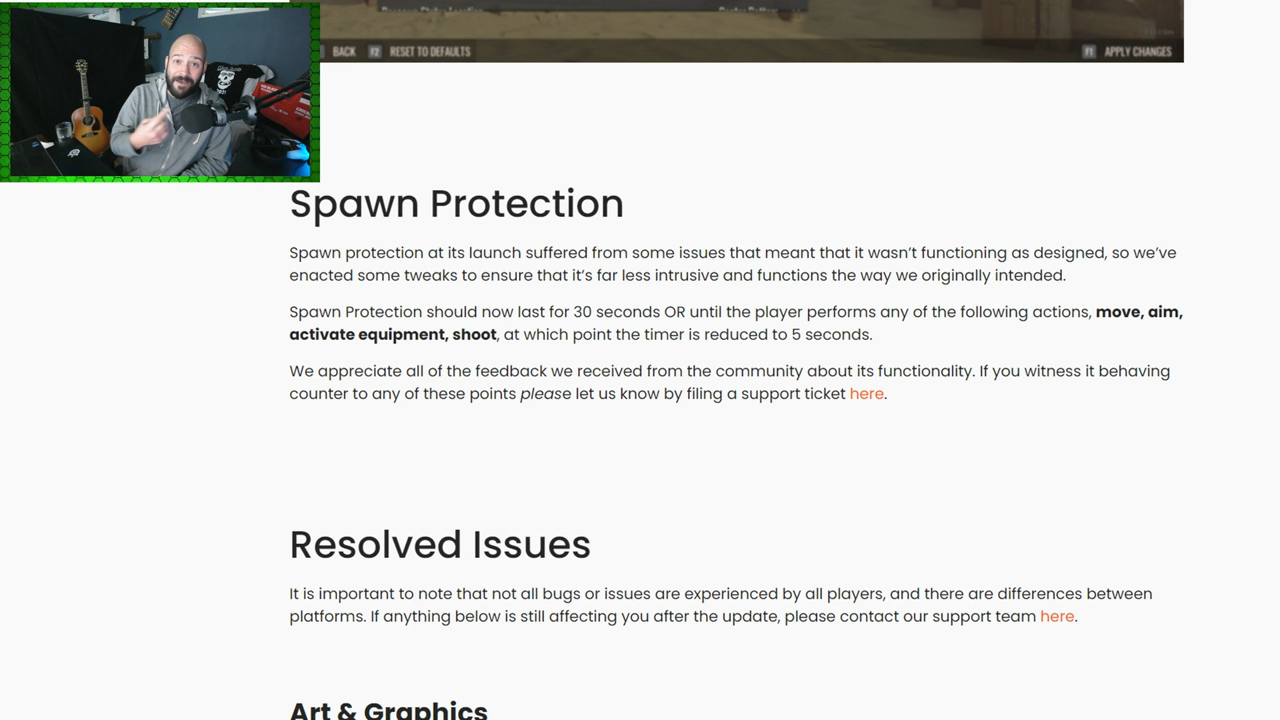 BACK F2 RESET TO DEFAULTS F1 APPLY CHANGES
Spawn Protection
Spawn protection at its launch suffered from some issues that meant that it wasn't functioning as designed, so we've
enacted some tweaks to ensure that it's far less intrusive and functions the way we originally intended.
Spawn Protection should now last for 30 seconds OR until the player performs any of the following actions, move, aim,
activate equipment, shoot, at which point the timer is reduced to 5 seconds.
We appreciate all of the feedback we received from the community about its functionality. If you witness it behaving
counter to any of these points please let us know by filing a support ticket here.
Resolved Issues
It is important to note that not all bugs or issues are experienced by all players, and there are differences between
platforms. If anything below is still affecting you after the update, please contact our support team here.
Art & Graphics